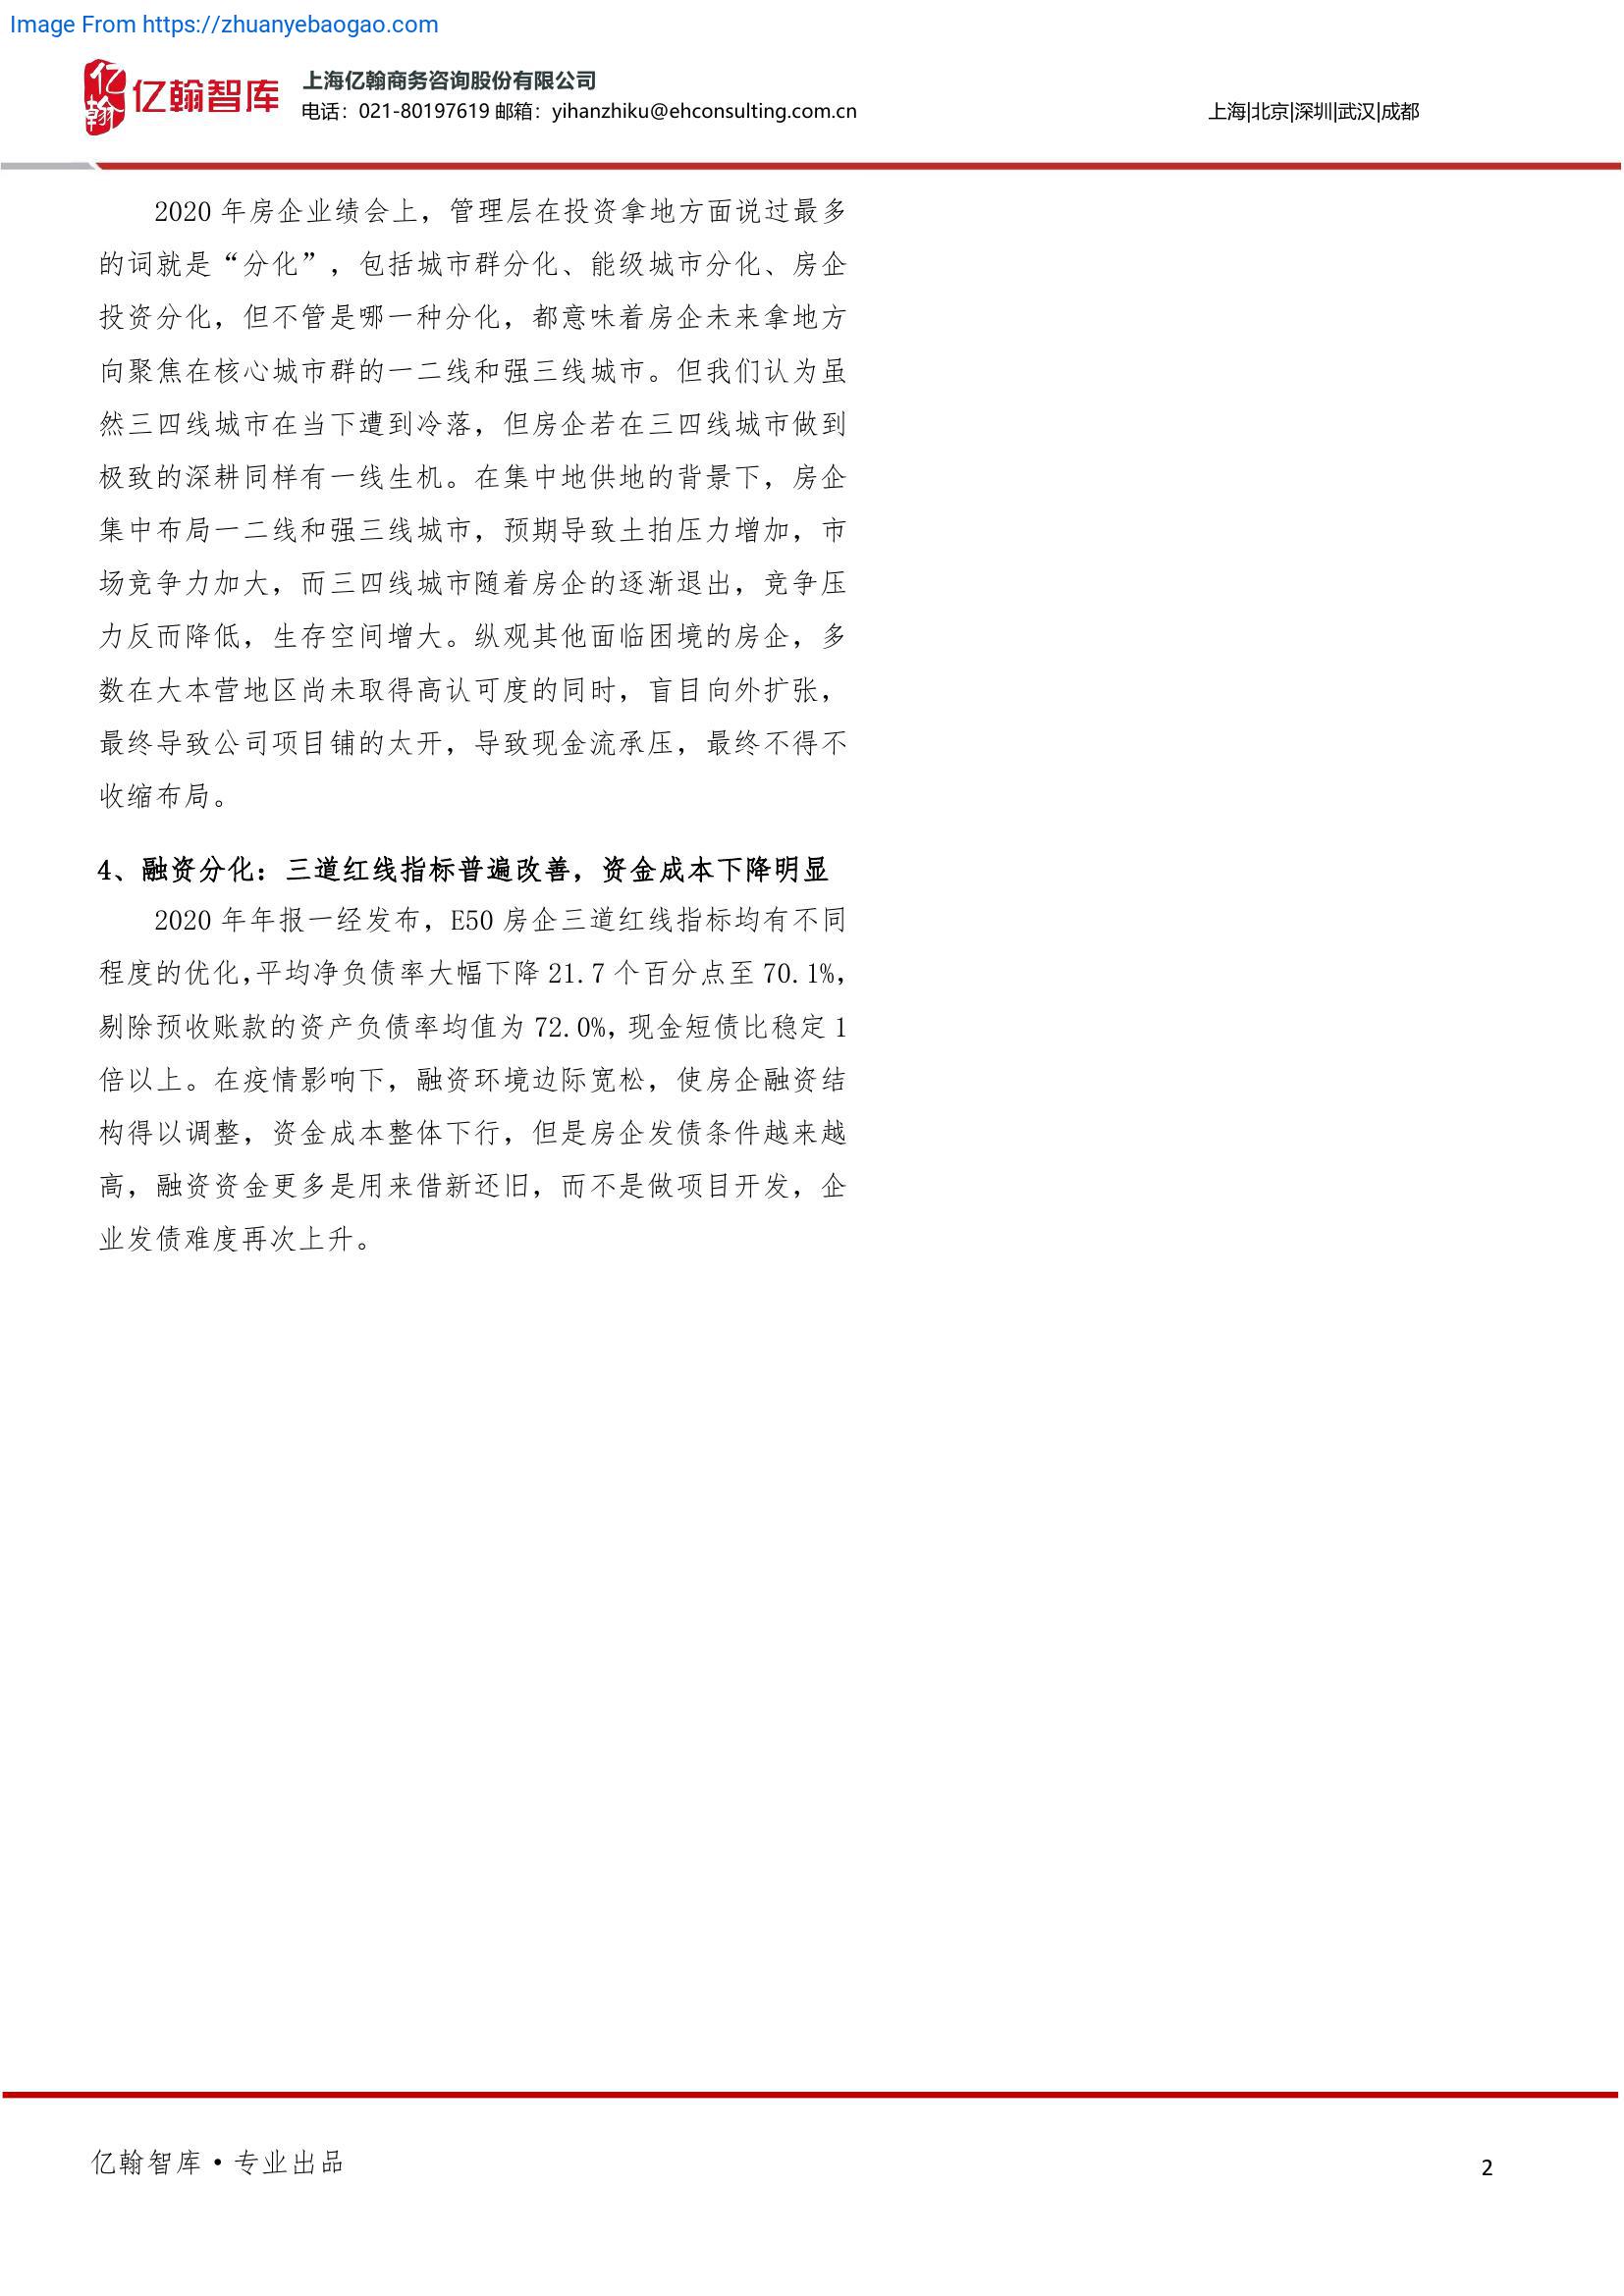 Image From https://zhuanyebaogao.com
亿翰
亿翰智库
上海亿翰商务咨询股份有限公司
电话：021-80197619 邮箱：yihanzhiku@ehconsulting.com.cn
上海|北京|深圳|武汉|成都
2020 年房企业绩会上，管理层在投资拿地方面说过最多
的词就是“分化”，包括城市群分化、能级城市分化、房企
投资分化，但不管是哪一种分化，都意味着房企未来拿地方
向聚焦在核心城市群的一二线和强三线城市。但我们认为虽
然三四线城市在当下遭到冷落，但房企若在三四线城市做到
极致的深耕同样有一线生机。在集中地供地的背景下，房企
集中布局一二线和强三线城市，预期导致土拍压力增加，市
场竞争力加大，而三四线城市随着房企的逐渐退出，竞争压
力反而降低，生存空间增大。纵观其他面临困境的房企，多
数在大本营地区尚未取得高认可度的同时，盲目向外扩张，
最终导致公司项目铺的太开，导致现金流承压，最终不得不
收缩布局。
4、融资分化：三道红线指标普遍改善，资金成本下降明显
2020 年年报一经发布，E50 房企三道红线指标均有不同
程度的优化，平均净负债率大幅下降 21.7 个百分点至 70.1%，
剔除预收账款的资产负债率均值为 72.0%，现金短债比稳定 1
倍以上。在疫情影响下，融资环境边际宽松，使房企融资结
构得以调整，资金成本整体下行，但是房企发债条件越来越
高，融资资金更多是用来借新还旧，而不是做项目开发，企
业发债难度再次上升。
亿翰智库·专业出品
2